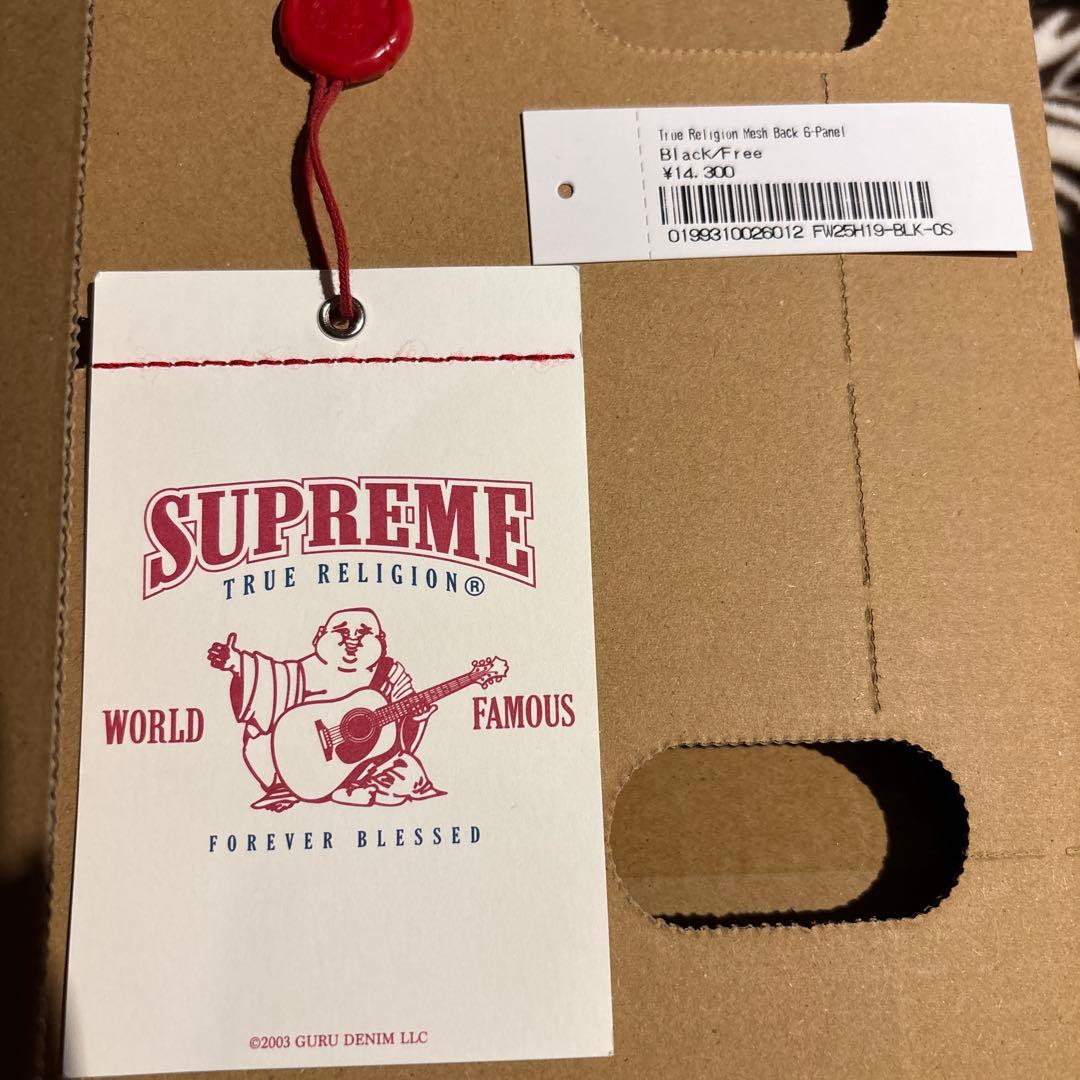 True Religion Mesh Back 6-Panel
Black/Free
¥14,300
0199310026012 FW25H19-BLK-OS
SUPREME
TRUE RELIGION®
WORLD FAMOUS
FOREVER BLESSED
©2003 GURU DENIM LLC